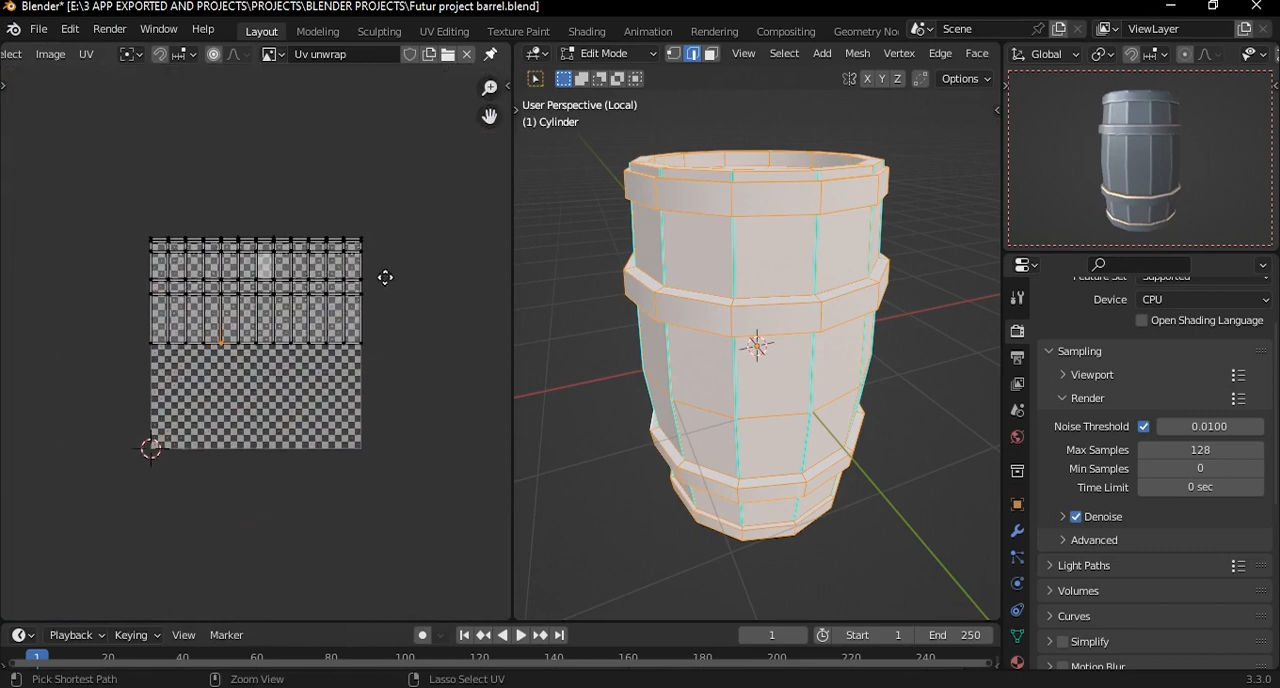 Blender* [E:\3 APP EXPORTED AND PROJECTS\PROJECTS\BLENDER PROJECTS\Futur project barrel.blend]
File Edit Render Window Help Layout Modeling Sculpting UV Editing Texture Paint Shading Animation Rendering Compositing Geometry No Scene ViewLayer
elect Image UV Uv unwrap Edit Mode View Select Add Mesh Vertex Edge Face Global
X Y Z Options
User Perspective (Local)
(1) Cylinder
Feature Set Supported
Device CPU
Open Shading Language
Sampling
Viewport
Render
Noise Threshold 0.0100
Max Samples 128
Min Samples 0
Time Limit 0 sec
Denoise
Advanced
Light Paths
Volumes
Curves
Simplify
Motion Blur
Playback Keying View Marker 1 Start 1 End 250
1 20 40 60 80 100 120 140 160 180 200 220 240
Pick Shortest Path Zoom View Lasso Select UV 3.3.0